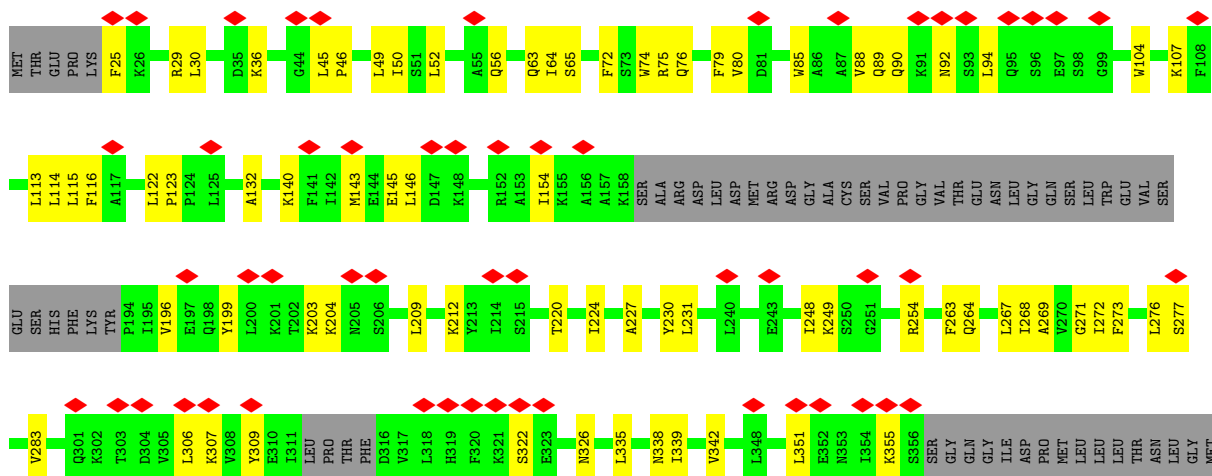 MET THR GLU PRO LYS F25 K26 R29 L30 D35 K36 G44 L45 P46 L49 I50 S51 L52 A55 Q56 Q63 I64 S65 F72 S73 W74 R75 Q76 F79 V80 D81 W85 A86 A87 V88 Q89 Q90 K91 N92 S93 L94 Q95 S96 E97 S98 G99 W104 K107 F108
L113 L114 L115 F116 A117 L122 P123 P124 L125 A132 K140 F141 I142 M143 E144 E145 L146 D147 K148 R152 A153 I154 K155 A156 A157 K158 SER ALA ARG ASP LEU ASP MET ARG ASP GLY ALA CYS SER VAL PRO GLY VAL THR GLU ASN LEU GLY GLN SER LEU TRP GLU VAL SER
GLU SER HIS PHE LYS TYR P194 I195 V196 E197 Q198 Y199 L200 K201 T202 K203 K204 N205 S206 L209 K212 Y213 I214 S215 T220 I224 A227 Y230 L231 L240 E243 I248 K249 S250 G251 R254 F263 Q264 L267 I268 A269 V270 G271 I272 F273 L276 S277
V283 Q301 K302 T303 D304 V305 L306 K307 V308 Y309 E310 I311 LEU PRO THR PHE D316 V317 L318 H319 F320 K321 S322 E323 N326 L335 N338 I339 V342 L348 L351 E352 N353 I354 K355 S356 SER GLY GLN GLY ILE ASP PRO MET LEU LEU LEU THR ASN LEU GLY MET